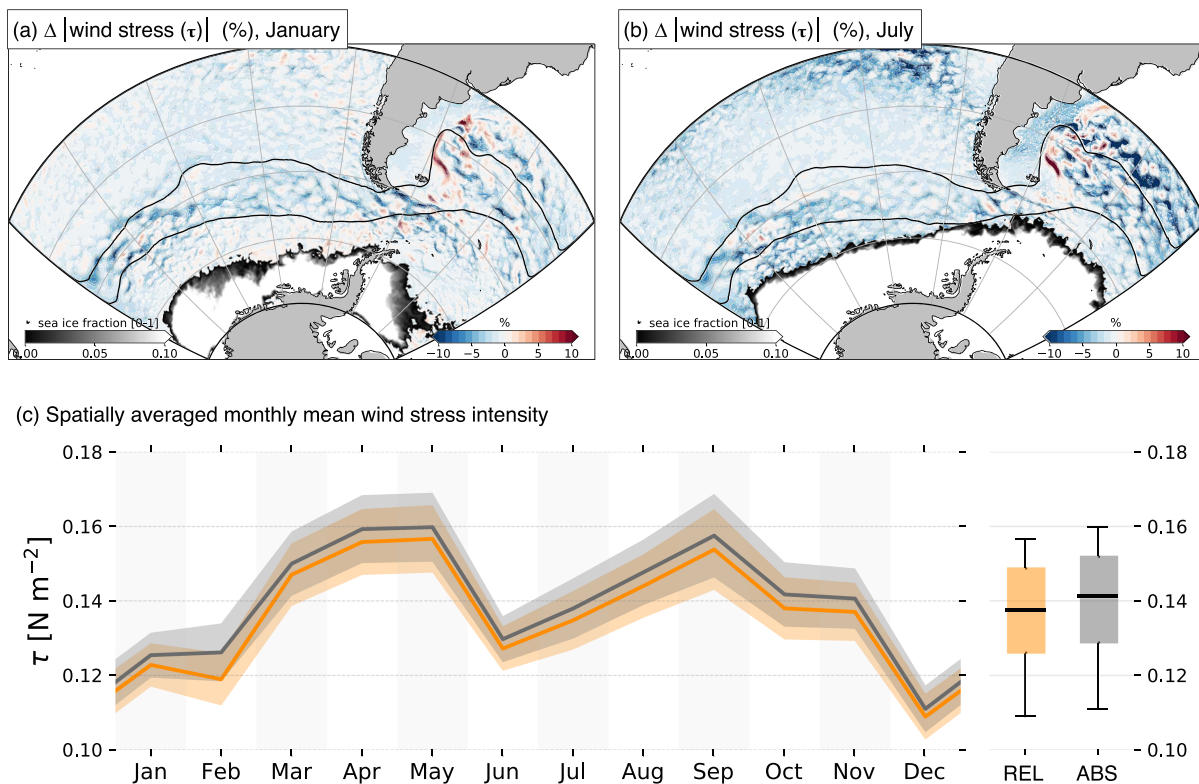 (a) Δ |wind stress (τ)| (%), January
(b) Δ |wind stress (τ)| (%), July
sea ice fraction [0-1]
0.00 0.05 0.10
%
−10 −5 0 5 10
sea ice fraction [0-1]
0.00 0.05 0.10
%
−10 −5 0 5 10
(c) Spatially averaged monthly mean wind stress intensity
τ [N m⁻²]
0.18
0.16
0.14
0.12
0.10
Jan Feb Mar Apr May Jun Jul Aug Sep Oct Nov Dec
0.18
0.16
0.14
0.12
0.10
REL ABS